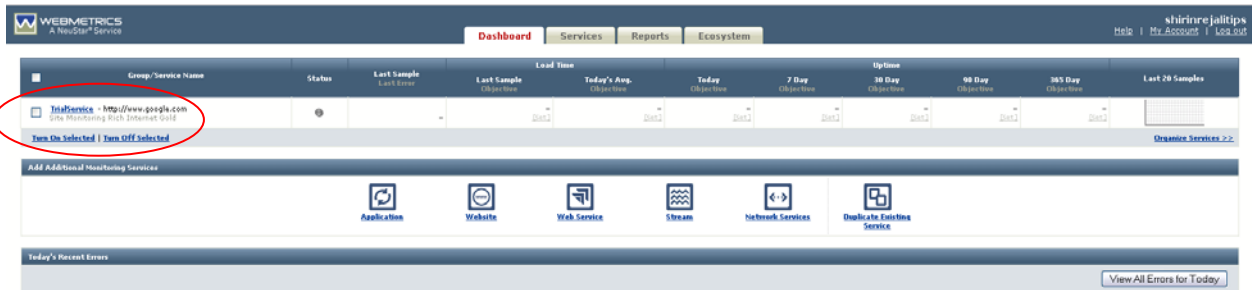 WEBMETRICS
A NeuStar® Service
shirinrejalitips
Help | My Account | Log out
Dashboard Services Reports Ecosystem
Load Time Uptime
Group/Service Name Status Last Sample Last Sample Today's Avg. Today 7 Day 30 Day 90 Day 365 Day Last 20 Samples
Last Error Objective Objective Objective Objective Objective Objective Objective
TrialService - http://www.google.com - - - - - - -
Site Monitoring Rich Internet Gold -
Turn On Selected | Turn Off Selected Organize Services >>
Add Additional Monitoring Services
Application Website Web Service Stream Network Services Duplicate Existing
Service
Today's Recent Errors
View All Errors for Today